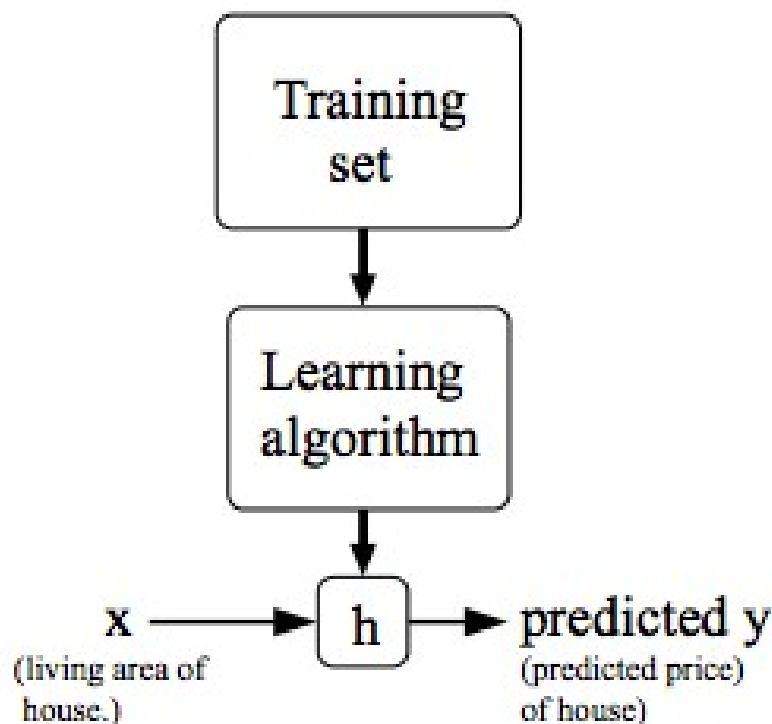 Training
set
Learning
algorithm
x
h
predicted y
(living area of
house.)
(predicted price)
of house)